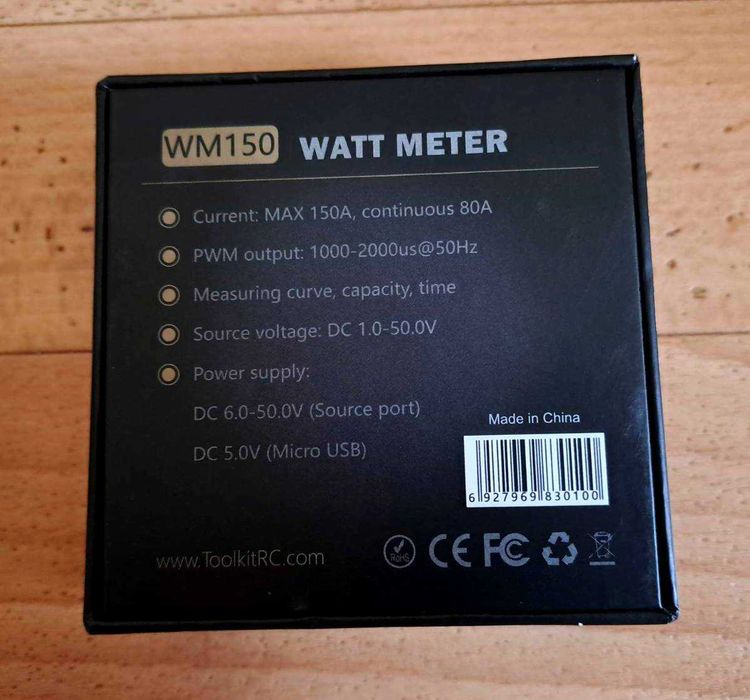 WM150 WATT METER
Current: MAX 150A, continuous 80A
PWM output: 1000-2000us@50Hz
Measuring curve, capacity, time
Source voltage: DC 1.0-50.0V
Power supply:
DC 6.0-50.0V (Source port)
DC 5.0V (Micro USB)
Made in China
6 927969 830100
www.ToolkitRC.com
RoHS CE FC